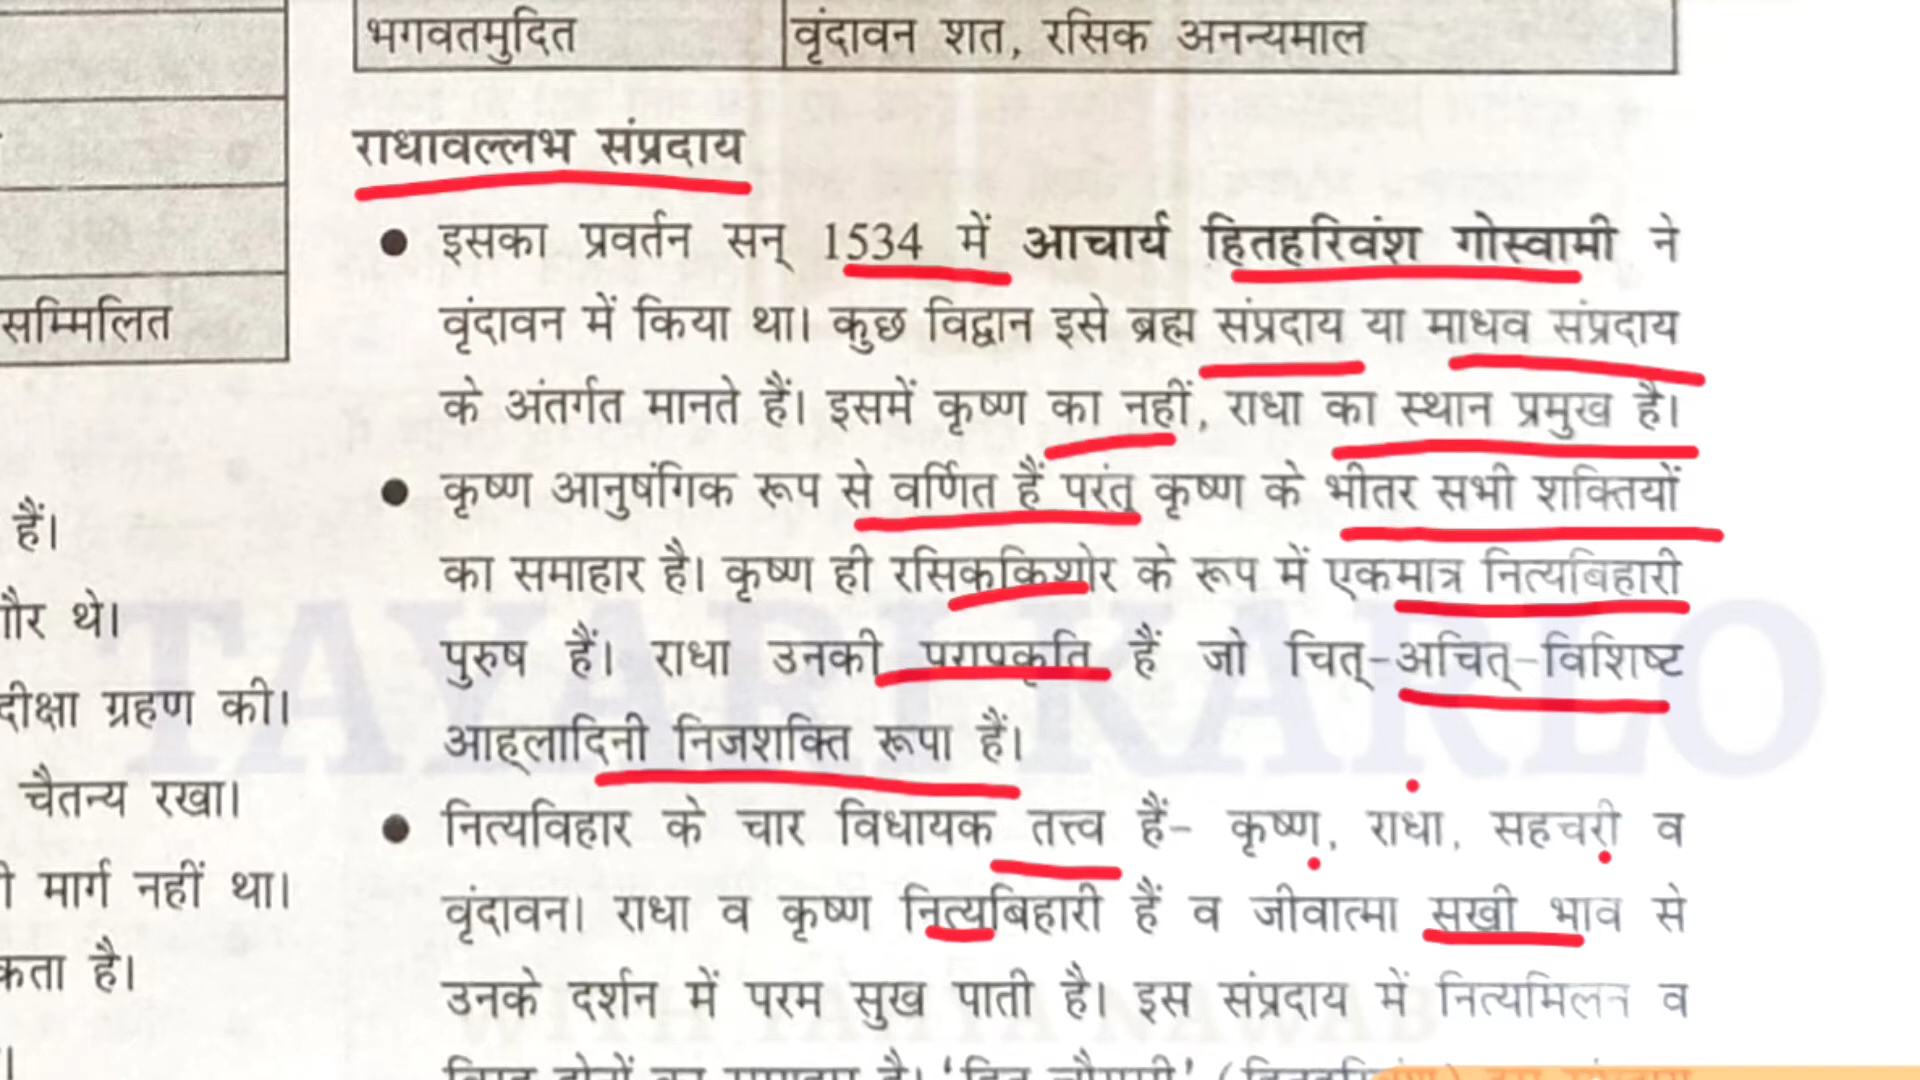 भगवतमुदित
वृंदावन शत, रसिक अनन्यमाल
सम्मिलित
हैं।
थे।
दीक्षा ग्रहण की।
चैतन्य रखा।
मार्ग नहीं था।
है।
राधावल्लभ संप्रदाय
● इसका प्रवर्तन सन् 1534 में आचार्य हितहरिवंश गोस्वामी ने
वृंदावन में किया था। कुछ विद्वान इसे ब्रह्म संप्रदाय या माधव संप्रदाय
के अंतर्गत मानते हैं। इसमें कृष्ण का नहीं, राधा का स्थान प्रमुख है।
● कृष्ण आनुषंगिक रूप से वर्णित हैं परंतु कृष्ण के भीतर सभी शक्तियों
का समाहार है। कृष्ण ही रसिककिशोर के रूप में एकमात्र नित्यबिहारी
पुरुष हैं। राधा उनकी पराप्रकृति हैं जो चित्-अचित्-विशिष्ट
आह्लादिनी निजशक्ति रूपा हैं।
● नित्यविहार के चार विधायक तत्त्व हैं- कृष्ण, राधा, सहचरी व
वृंदावन। राधा व कृष्ण नित्यबिहारी हैं व जीवात्मा सखी भाव से
उनके दर्शन में परम सुख पाती है। इस संप्रदाय में नित्यमिलन व
TAYARI KARLO